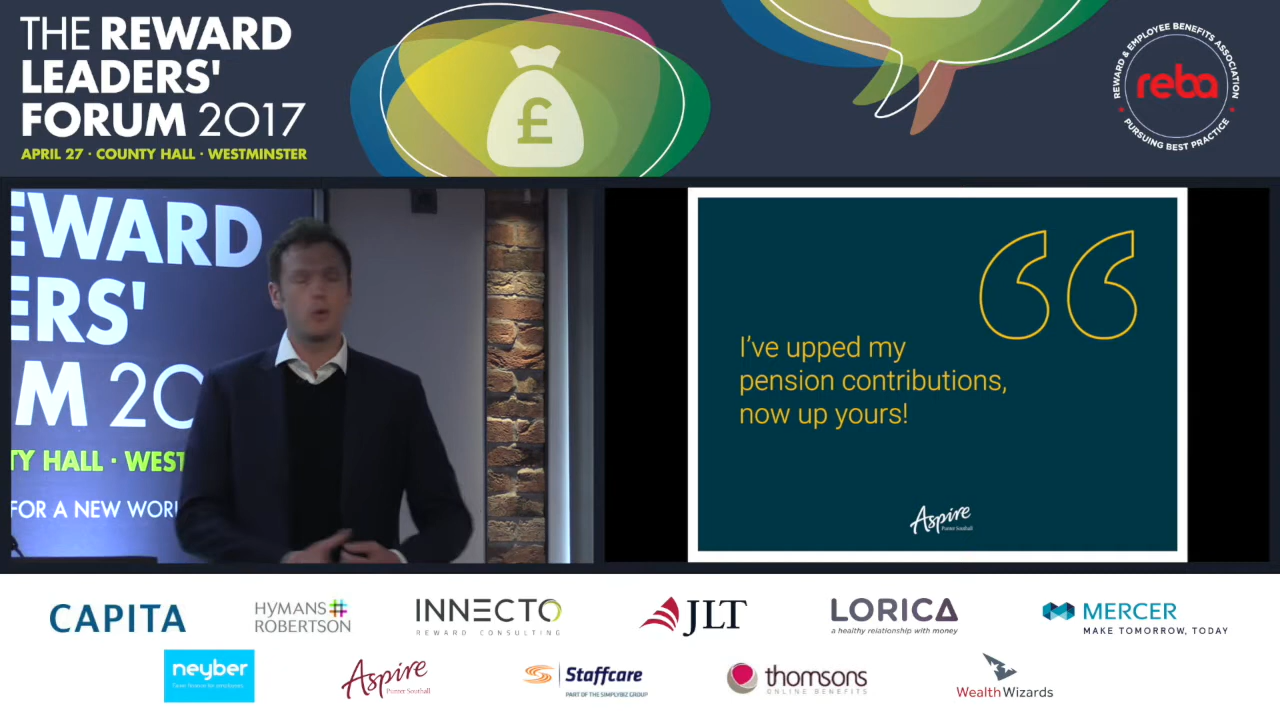 THE REWARD
LEADERS'
FORUM 2017
APRIL 27 · COUNTY HALL · WESTMINSTER
£
REWARD & EMPLOYEE BENEFITS ASSOCIATION
reba
PURSUING BEST PRACTICE
EWARD
ERS'
M 20
TY HALL · WEST
FOR A NEW WORL
I've upped my
pension contributions,
now up yours!
Aspire
Punter Southall
CAPITA
HYMANS
ROBERTSON
INNECTO
REWARD CONSULTING
JLT
LORICA
a healthy relationship with money
MERCER
MAKE TOMORROW, TODAY
neyber
Aspire
Punter Southall
Staffcare
PART OF THE SIMPLYBIZ GROUP
thomsons
ONLINE BENEFITS
WealthWizards